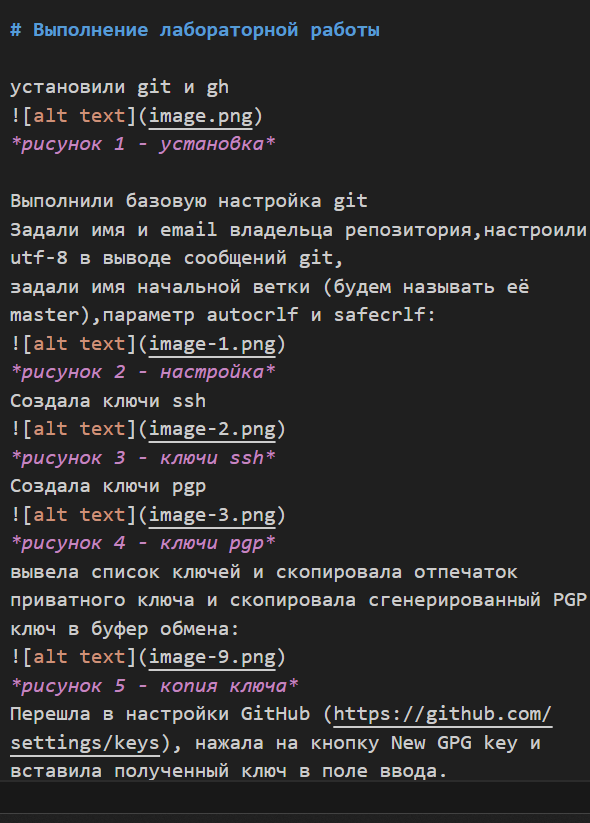 # Выполнение лабораторной работы
установили git и gh
![alt text](image.png)
*рисунок 1 - установка*
Выполнили базовую настройка git
Задали имя и email владельца репозитория,настроили
utf-8 в выводе сообщений git,
задали имя начальной ветки (будем называть её
master),параметр autocrlf и safecrlf:
![alt text](image-1.png)
*рисунок 2 - настройка*
Создала ключи ssh
![alt text](image-2.png)
*рисунок 3 - ключи ssh*
Создала ключи pgp
![alt text](image-3.png)
*рисунок 4 - ключи pgp*
вывела список ключей и скопировала отпечаток
приватного ключа и скопировала сгенерированный PGP
ключ в буфер обмена:
![alt text](image-9.png)
*рисунок 5 - копия ключа*
Перешла в настройки GitHub (https://github.com/
settings/keys), нажала на кнопку New GPG key и
вставила полученный ключ в поле ввода.